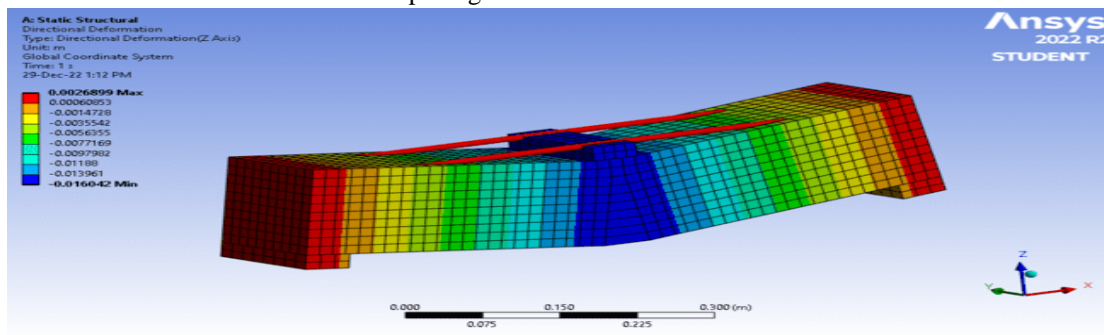 A: Static Structural
Directional Deformation
Type: Directional Deformation(Z Axis)
Unit: m
Global Coordinate System
Time: 1 s
29-Dec-22 1:12 PM
0.0026899 Max
0.00060853
-0.0014728
-0.0035542
-0.0056355
-0.0077169
-0.0097982
-0.01188
-0.013961
-0.016042 Min
Ansys
2022 R2
STUDENT
0.000
0.150
0.300 (m)
0.075
0.225
Z
Y
X